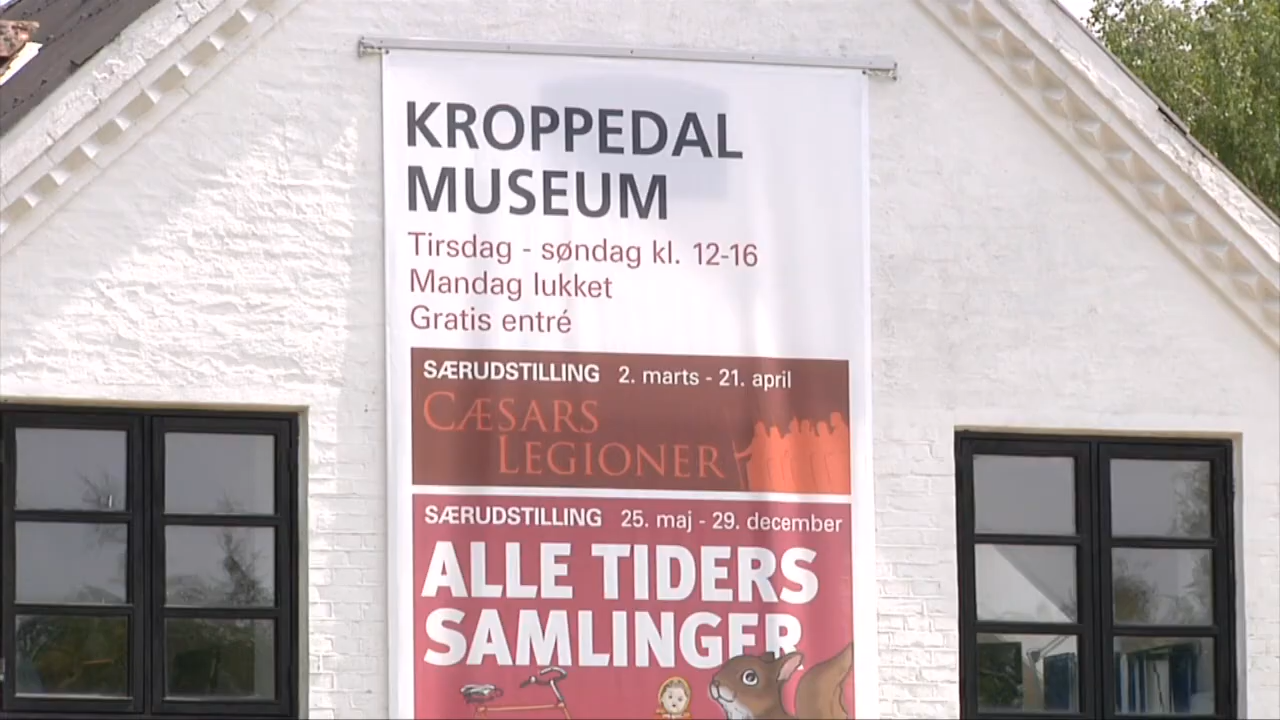 KROPPEDAL
MUSEUM
Tirsdag - søndag kl. 12-16
Mandag lukket
Gratis entré
SÆRUDSTILLING 2. marts - 21. april
CÆSARS
LEGIONER
SÆRUDSTILLING 25. maj - 29. december
ALLE TIDERS
SAMLINGER